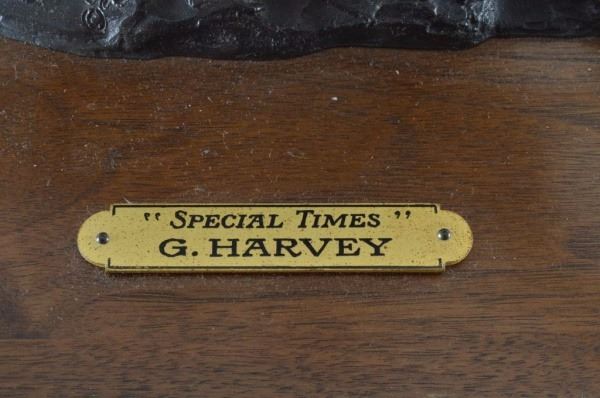 “ SPECIAL TIMES ”
G. HARVEY